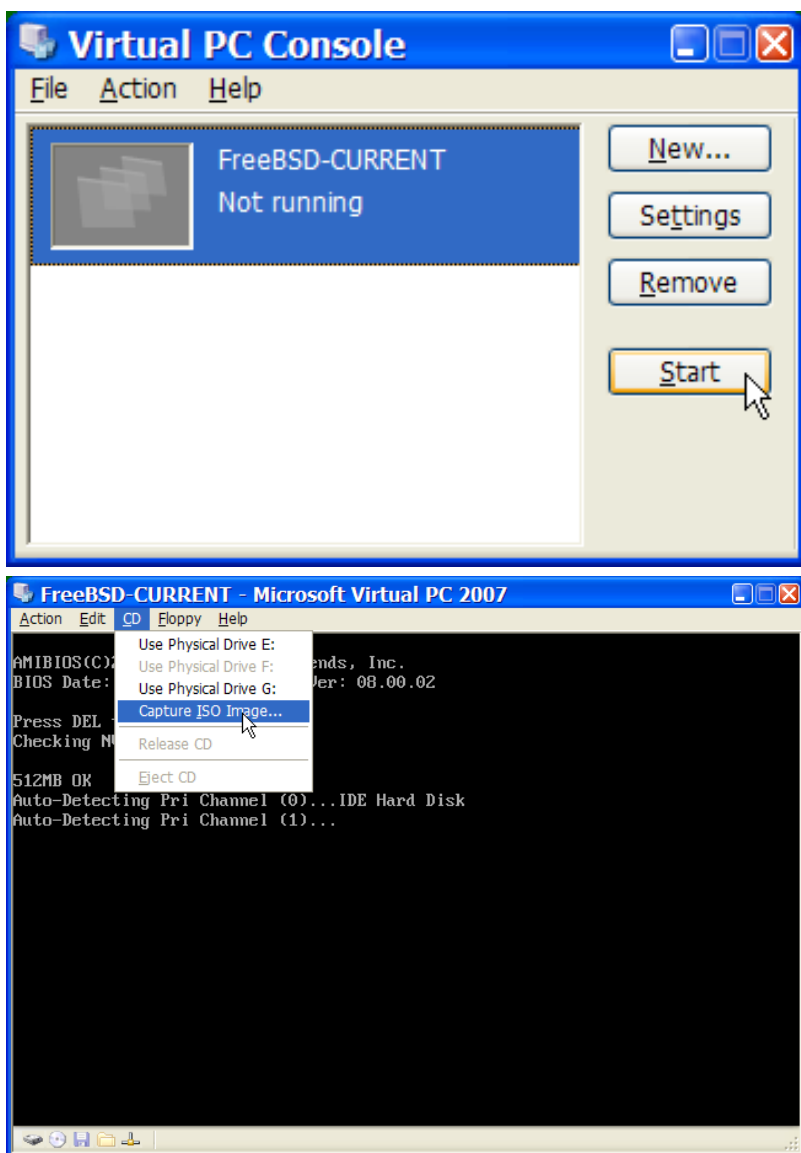 Virtual PC Console
File Action Help
FreeBSD-CURRENT
Not running
New...
Settings
Remove
Start
FreeBSD-CURRENT - Microsoft Virtual PC 2007
Action Edit CD Floppy Help
Use Physical Drive E:
Use Physical Drive F:
Use Physical Drive G:
Capture ISO Image...
Release CD
Eject CD
AMIBIOS(C)2 ends, Inc.
BIOS Date: Ver: 08.00.02
Press DEL
Checking
512MB OK
Auto-Detecting Pri Channel (0)...IDE Hard Disk
Auto-Detecting Pri Channel (1)...